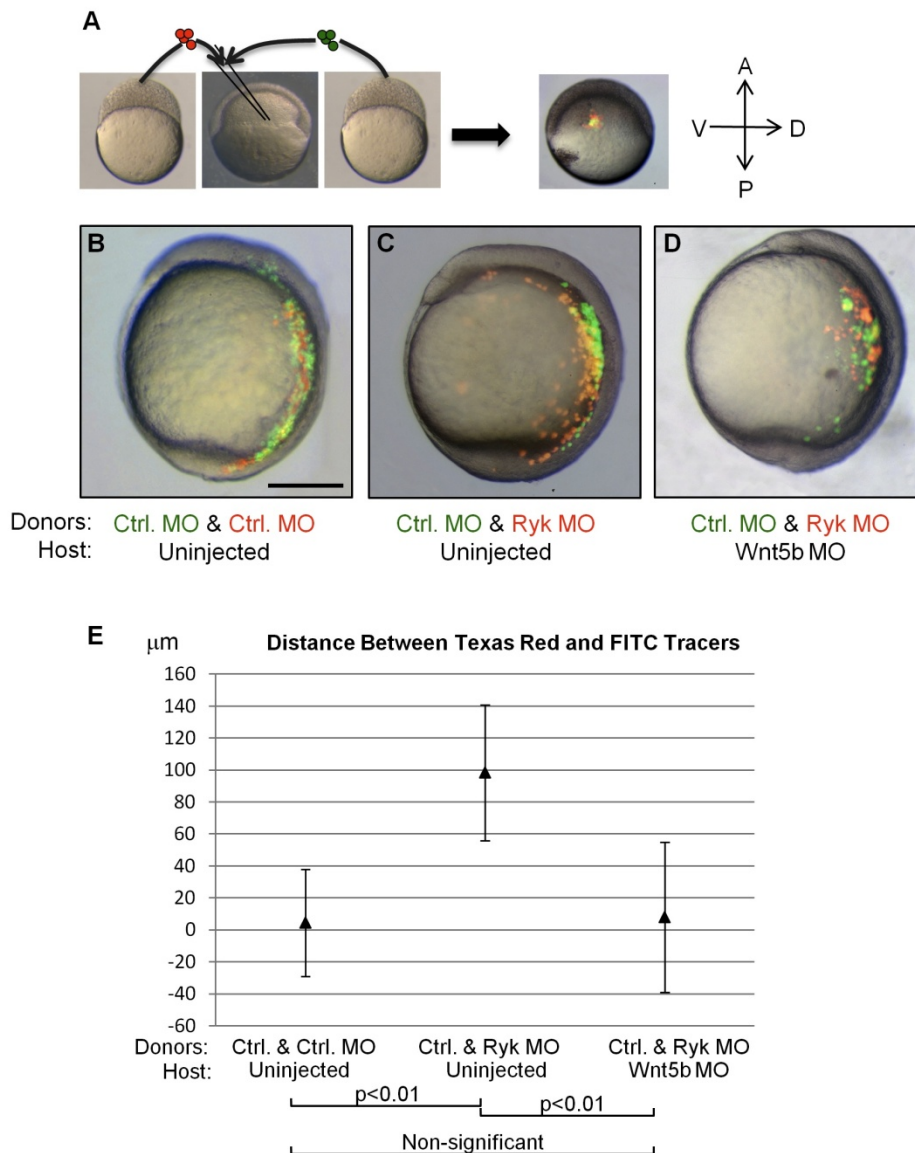 A
A
V D
P
B
C
D
Donors: Ctrl. MO & Ctrl. MO Ctrl. MO & Ryk MO Ctrl. MO & Ryk MO
Host: Uninjected Uninjected Wnt5b MO
E μm Distance Between Texas Red and FITC Tracers
160
140
120
100
80
60
40
20
0
-20
-40
-60
Donors: Ctrl. & Ctrl. MO Ctrl. & Ryk MO Ctrl. & Ryk MO
Host: Uninjected Uninjected Wnt5b MO
p<0.01 p<0.01
Non-significant